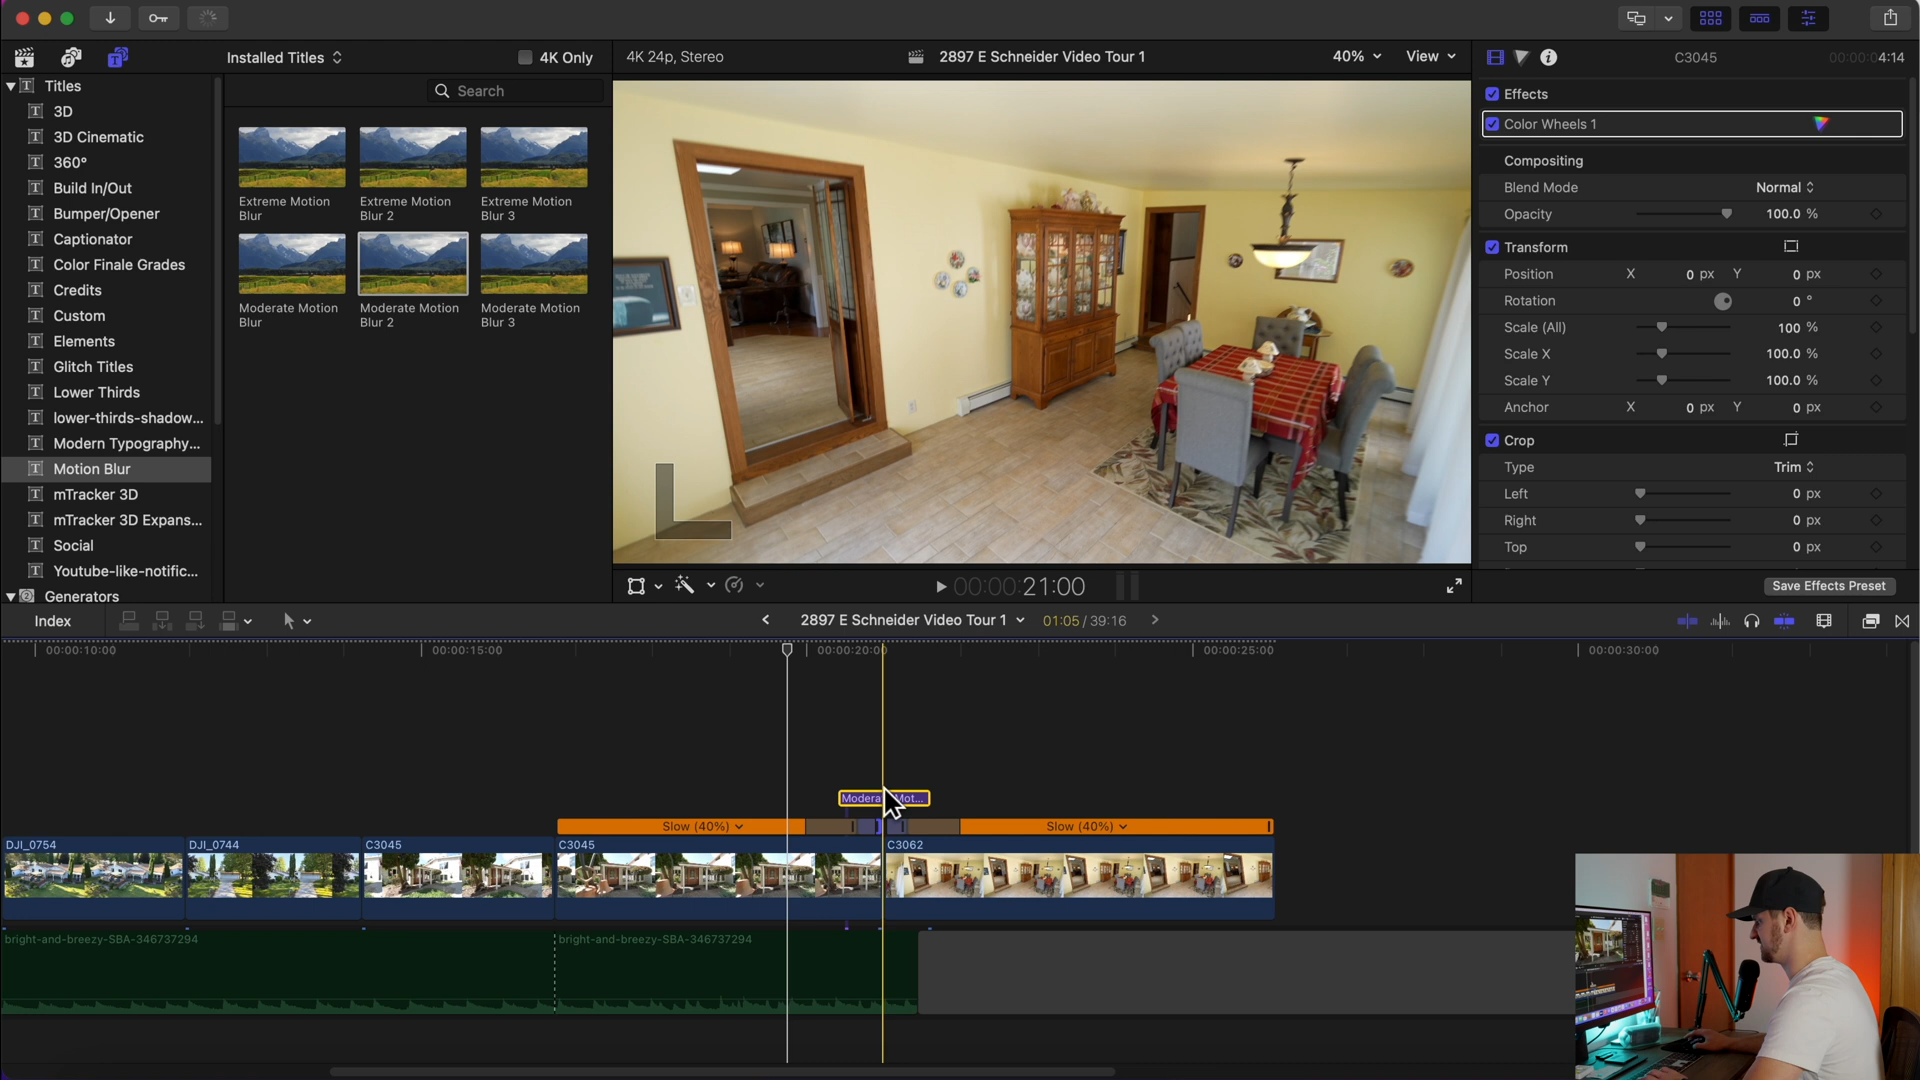 Installed Titles
4K Only
4K 24p, Stereo
2897 E Schneider Video Tour 1
40%
View
C3045
00:00:04:14
Titles
3D
3D Cinematic
360°
Build In/Out
Bumper/Opener
Captionator
Color Finale Grades
Credits
Custom
Elements
Glitch Titles
Lower Thirds
lower-thirds-shadow...
Modern Typography...
Motion Blur
mTracker 3D
mTracker 3D Expans...
Social
Youtube-like-notific...
Generators
Search
Extreme Motion
Blur
Extreme Motion
Blur 2
Extreme Motion
Blur 3
Moderate Motion
Blur
Moderate Motion
Blur 2
Moderate Motion
Blur 3
00:00:21:00
Effects
Color Wheels 1
Compositing
Blend Mode Normal
Opacity 100.0 %
Transform
Position X 0 px Y 0 px
Rotation 0 °
Scale (All) 100 %
Scale X 100.0 %
Scale Y 100.0 %
Anchor X 0 px Y 0 px
Crop
Type Trim
Left 0 px
Right 0 px
Top 0 px
Save Effects Preset
Index
2897 E Schneider Video Tour 1
01:05 / 39:16
00:00:10:00
00:00:15:00
00:00:20:00
00:00:25:00
00:00:30:00
Slow (40%)
Slow (40%)
DJI_0754
DJI_0744
C3045
C3045
C3062
bright-and-breezy-SBA-346737294
bright-and-breezy-SBA-346737294